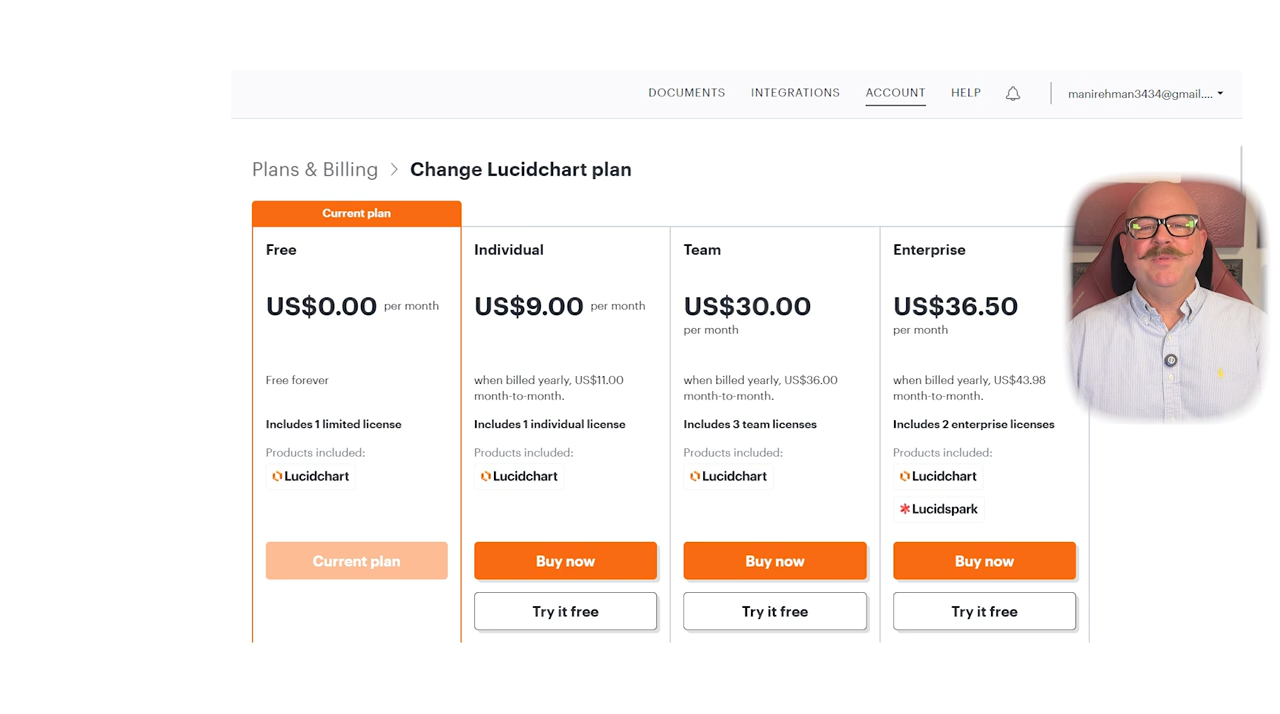 DOCUMENTS INTEGRATIONS ACCOUNT HELP manirehman3434@gmail....
Plans & Billing > Change Lucidchart plan
Current plan
Free
US$0.00 per month
Free forever
Includes 1 limited license
Products included:
Lucidchart
Current plan
Individual
US$9.00 per month
when billed yearly, US$11.00
month-to-month.
Includes 1 individual license
Products included:
Lucidchart
Buy now
Try it free
Team
US$30.00
per month
when billed yearly, US$36.00
month-to-month.
Includes 3 team licenses
Products included:
Lucidchart
Buy now
Try it free
Enterprise
US$36.50
per month
when billed yearly, US$43.98
month-to-month.
Includes 2 enterprise licenses
Products included:
Lucidchart
Lucidspark
Buy now
Try it free